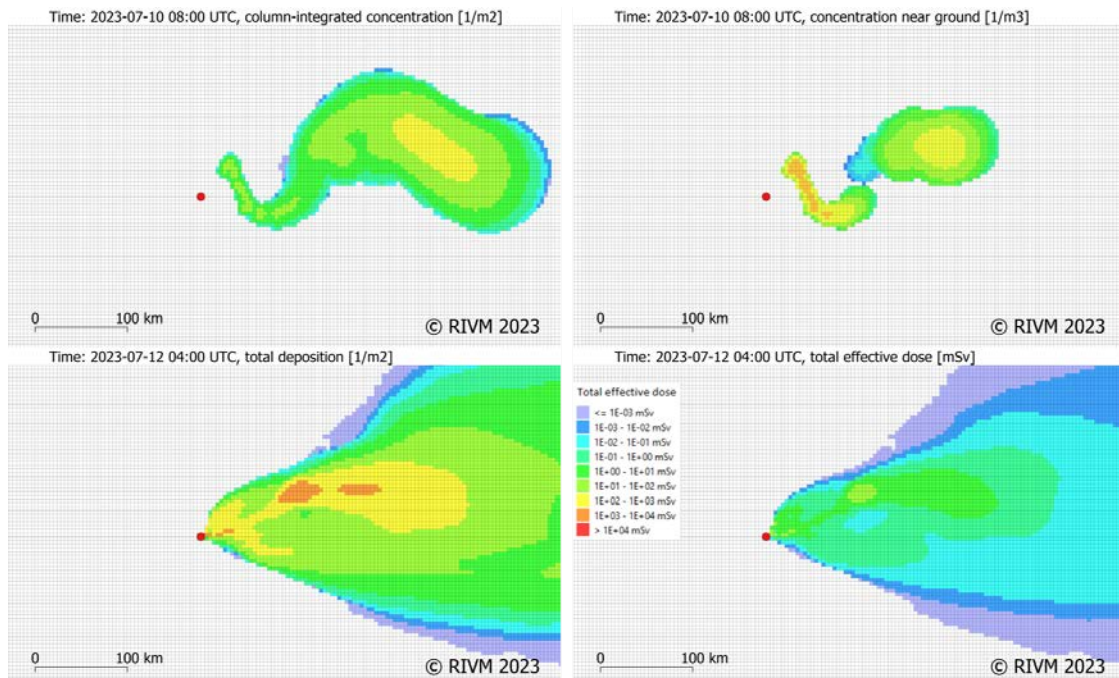 Time: 2023-07-10 08:00 UTC, column-integrated concentration [1/m2]
0 100 km
© RIVM 2023
Time: 2023-07-10 08:00 UTC, concentration near ground [1/m3]
0 100 km
© RIVM 2023
Time: 2023-07-12 04:00 UTC, total deposition [1/m2]
0 100 km
© RIVM 2023
Time: 2023-07-12 04:00 UTC, total effective dose [mSv]
Total effective dose
<= 1E-03 mSv
1E-03 - 1E-02 mSv
1E-02 - 1E-01 mSv
1E-01 - 1E+00 mSv
1E+00 - 1E+01 mSv
1E+01 - 1E+02 mSv
1E+02 - 1E+03 mSv
1E+03 - 1E+04 mSv
> 1E+04 mSv
0 100 km
© RIVM 2023